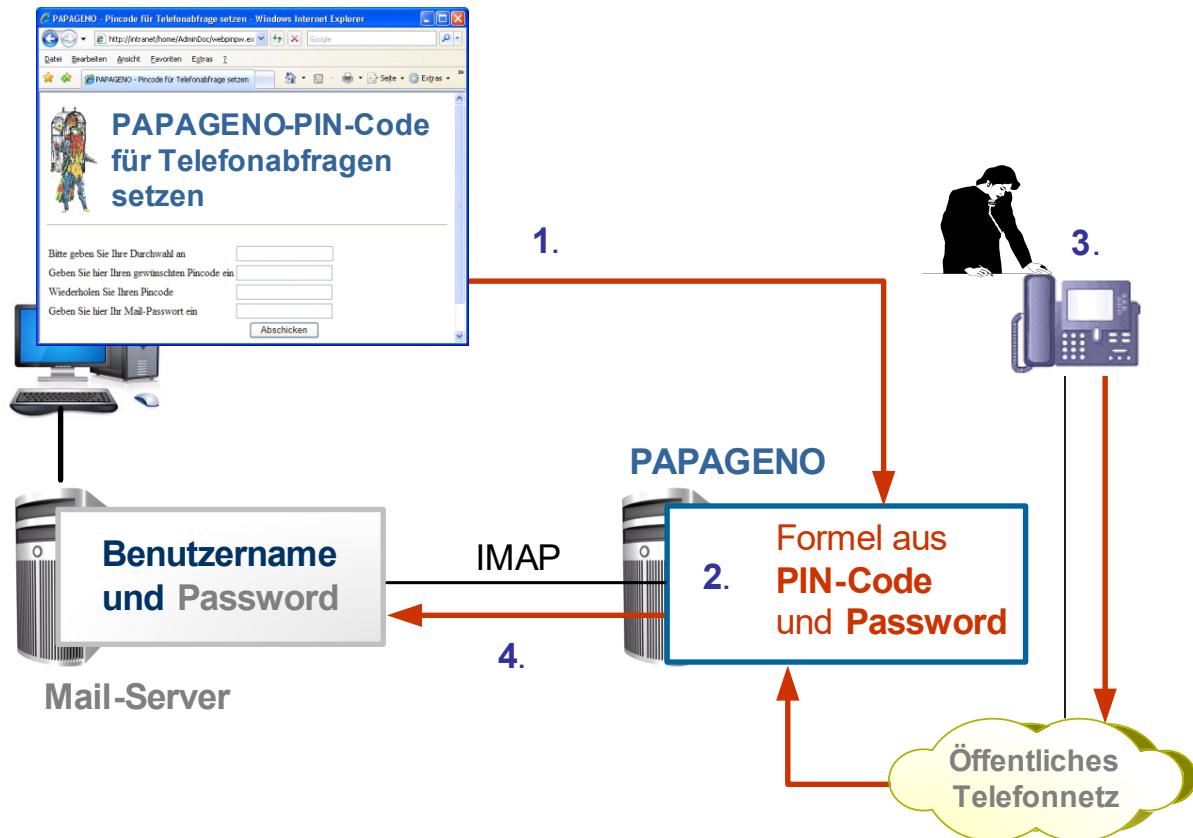 PAPAGENO - Pincode für Telefonabfrage setzen - Windows Internet Explorer
http://intranet/home/AdminDoc/webpinpw.ex
Google
Datei Bearbeiten Ansicht Favoriten Extras ?
PAPAGENO - Pincode für Telefonabfrage setzen
Seite Extras »
PAPAGENO-PIN-Code
für Telefonabfragen
setzen
Bitte geben Sie Ihre Durchwahl an
Geben Sie hier Ihren gewünschten Pincode ein
Wiederholen Sie Ihren Pincode
Geben Sie hier Ihr Mail-Passwort ein
Abschicken
1.
3.
PAPAGENO
Benutzername
und Password
IMAP
2.
Formel aus
PIN-Code
und Password
4.
Mail-Server
Öffentliches
Telefonnetz